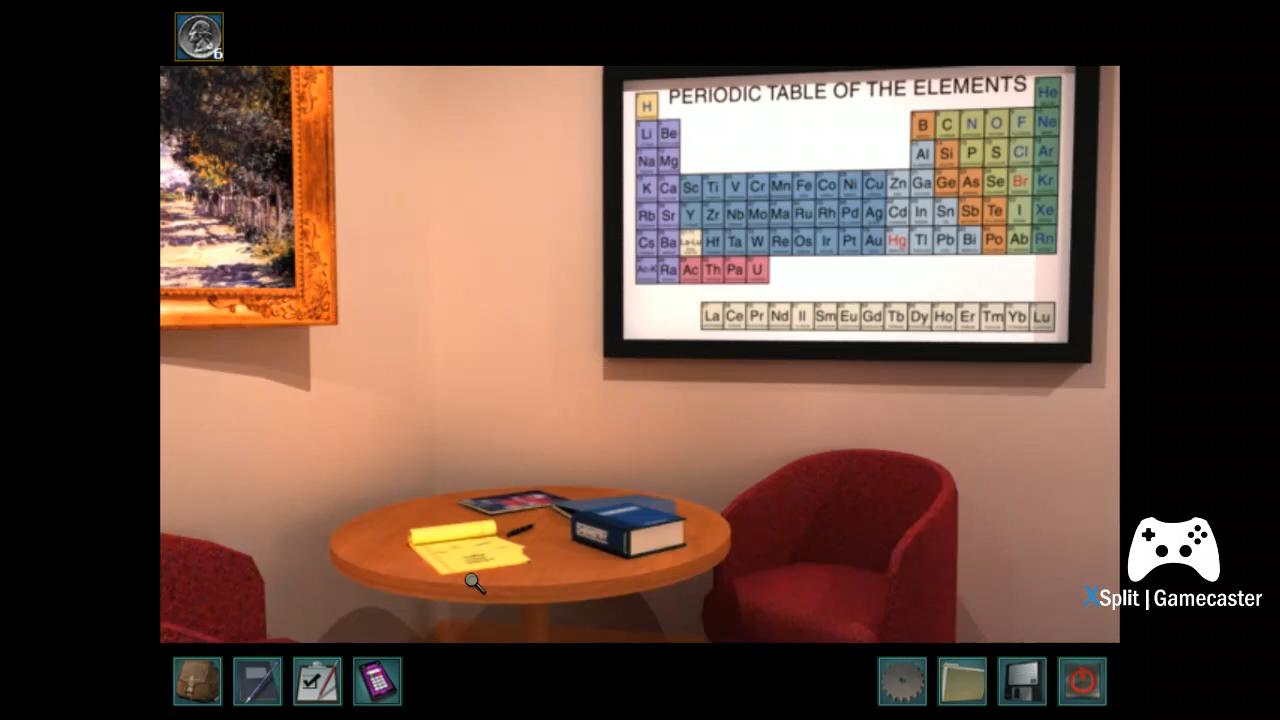 6
PERIODIC TABLE OF THE ELEMENTS
H He
Li Be B C N O F Ne
Na Mg Al Si P S Cl Ar
K Ca Sc Ti V Cr Mn Fe Co Ni Cu Zn Ga Ge As Se Br Kr
Rb Sr Y Zr Nb Mo Ma Ru Rh Pd Ag Cd In Sn Sb Te I Xe
Cs Ba La-Lu Hf Ta W Re Os Ir Pt Au Hg Tl Pb Bi Po Ab Rn
Ra Ac Th Pa U
La Ce Pr Nd Il Sm Eu Gd Tb Dy Ho Er Tm Yb Lu
XSplit | Gamecaster